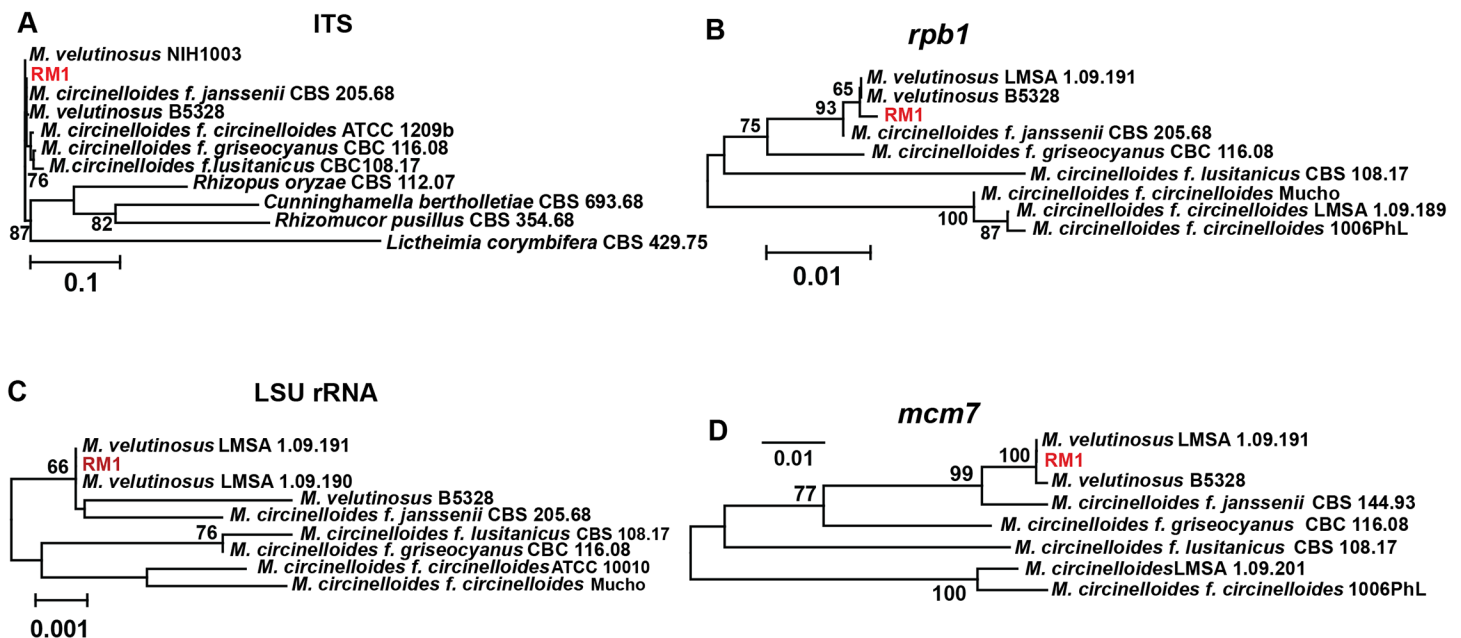 A
ITS
M. velutinosus NIH1003
RM1
M. circinelloides f. janssenii CBS 205.68
M. velutinosus B5328
M. circinelloides f. circinelloides ATCC 1209b
M. circinelloides f. griseocyanus CBC 116.08
M.circinelloides f.lusitanicus CBC108.17
76
Rhizopus oryzae CBS 112.07
Cunninghamella bertholletiae CBS 693.68
82
Rhizomucor pusillus CBS 354.68
87
Lictheimia corymbifera CBS 429.75
0.1
B
rpb1
M. velutinosus LMSA 1.09.191
65
M. velutinosus B5328
93
RM1
75
M. circinelloides f. janssenii CBS 205.68
M. circinelloides f. griseocyanus CBC 116.08
M. circinelloides f. lusitanicus CBS 108.17
M. circinelloides f. circinelloides Mucho
100
M. circinelloides f. circinelloides LMSA 1.09.189
87
M. circinelloides f. circinelloides 1006PhL
0.01
C
LSU rRNA
M. velutinosus LMSA 1.09.191
66
RM1
M. velutinosus LMSA 1.09.190
M. velutinosus B5328
M. circinelloides f. janssenii CBS 205.68
76
M. circinelloides f. lusitanicus CBS 108.17
M. circinelloides f. griseocyanus CBC 116.08
M. circinelloides f. circinelloidesATCC 10010
M. circinelloides f. circinelloides Mucho
0.001
D
mcm7
0.01
M. velutinosus LMSA 1.09.191
100
RM1
99
M. velutinosus B5328
77
M. circinelloides f. janssenii CBS 144.93
M. circinelloides f. griseocyanus CBC 116.08
M. circinelloides f. lusitanicus CBS 108.17
M. circinelloidesLMSA 1.09.201
100
M. circinelloides f. circinelloides 1006PhL